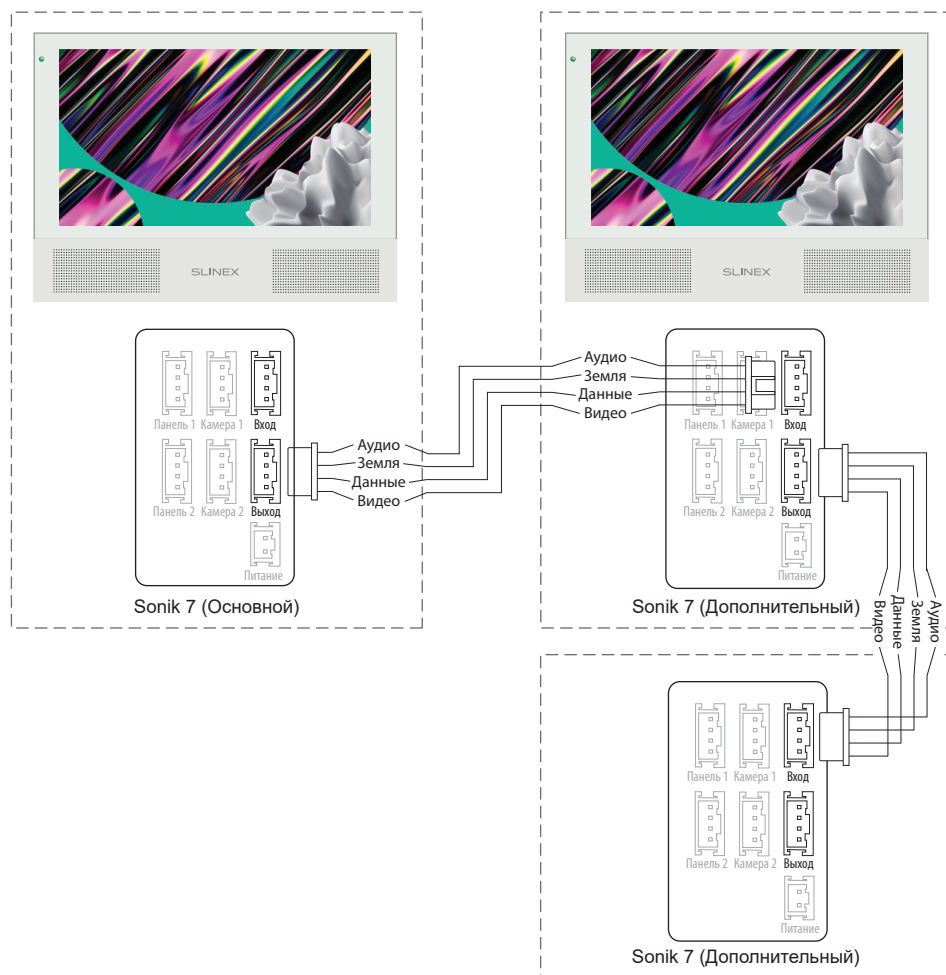 SLINEX
SLINEX
Панель 1 Камера 1 Вход
Панель 2 Камера 2 Выход
Питание
Sonik 7 (Основной)
Аудио
Земля
Данные
Видео
Аудио
Земля
Данные
Видео
Панель 1 Камера 1 Вход
Панель 2 Камера 2 Выход
Питание
Sonik 7 (Дополнительный)
Видео
Данные
Земля
Аудио
Панель 1 Камера 1 Вход
Панель 2 Камера 2 Выход
Питание
Sonik 7 (Дополнительный)